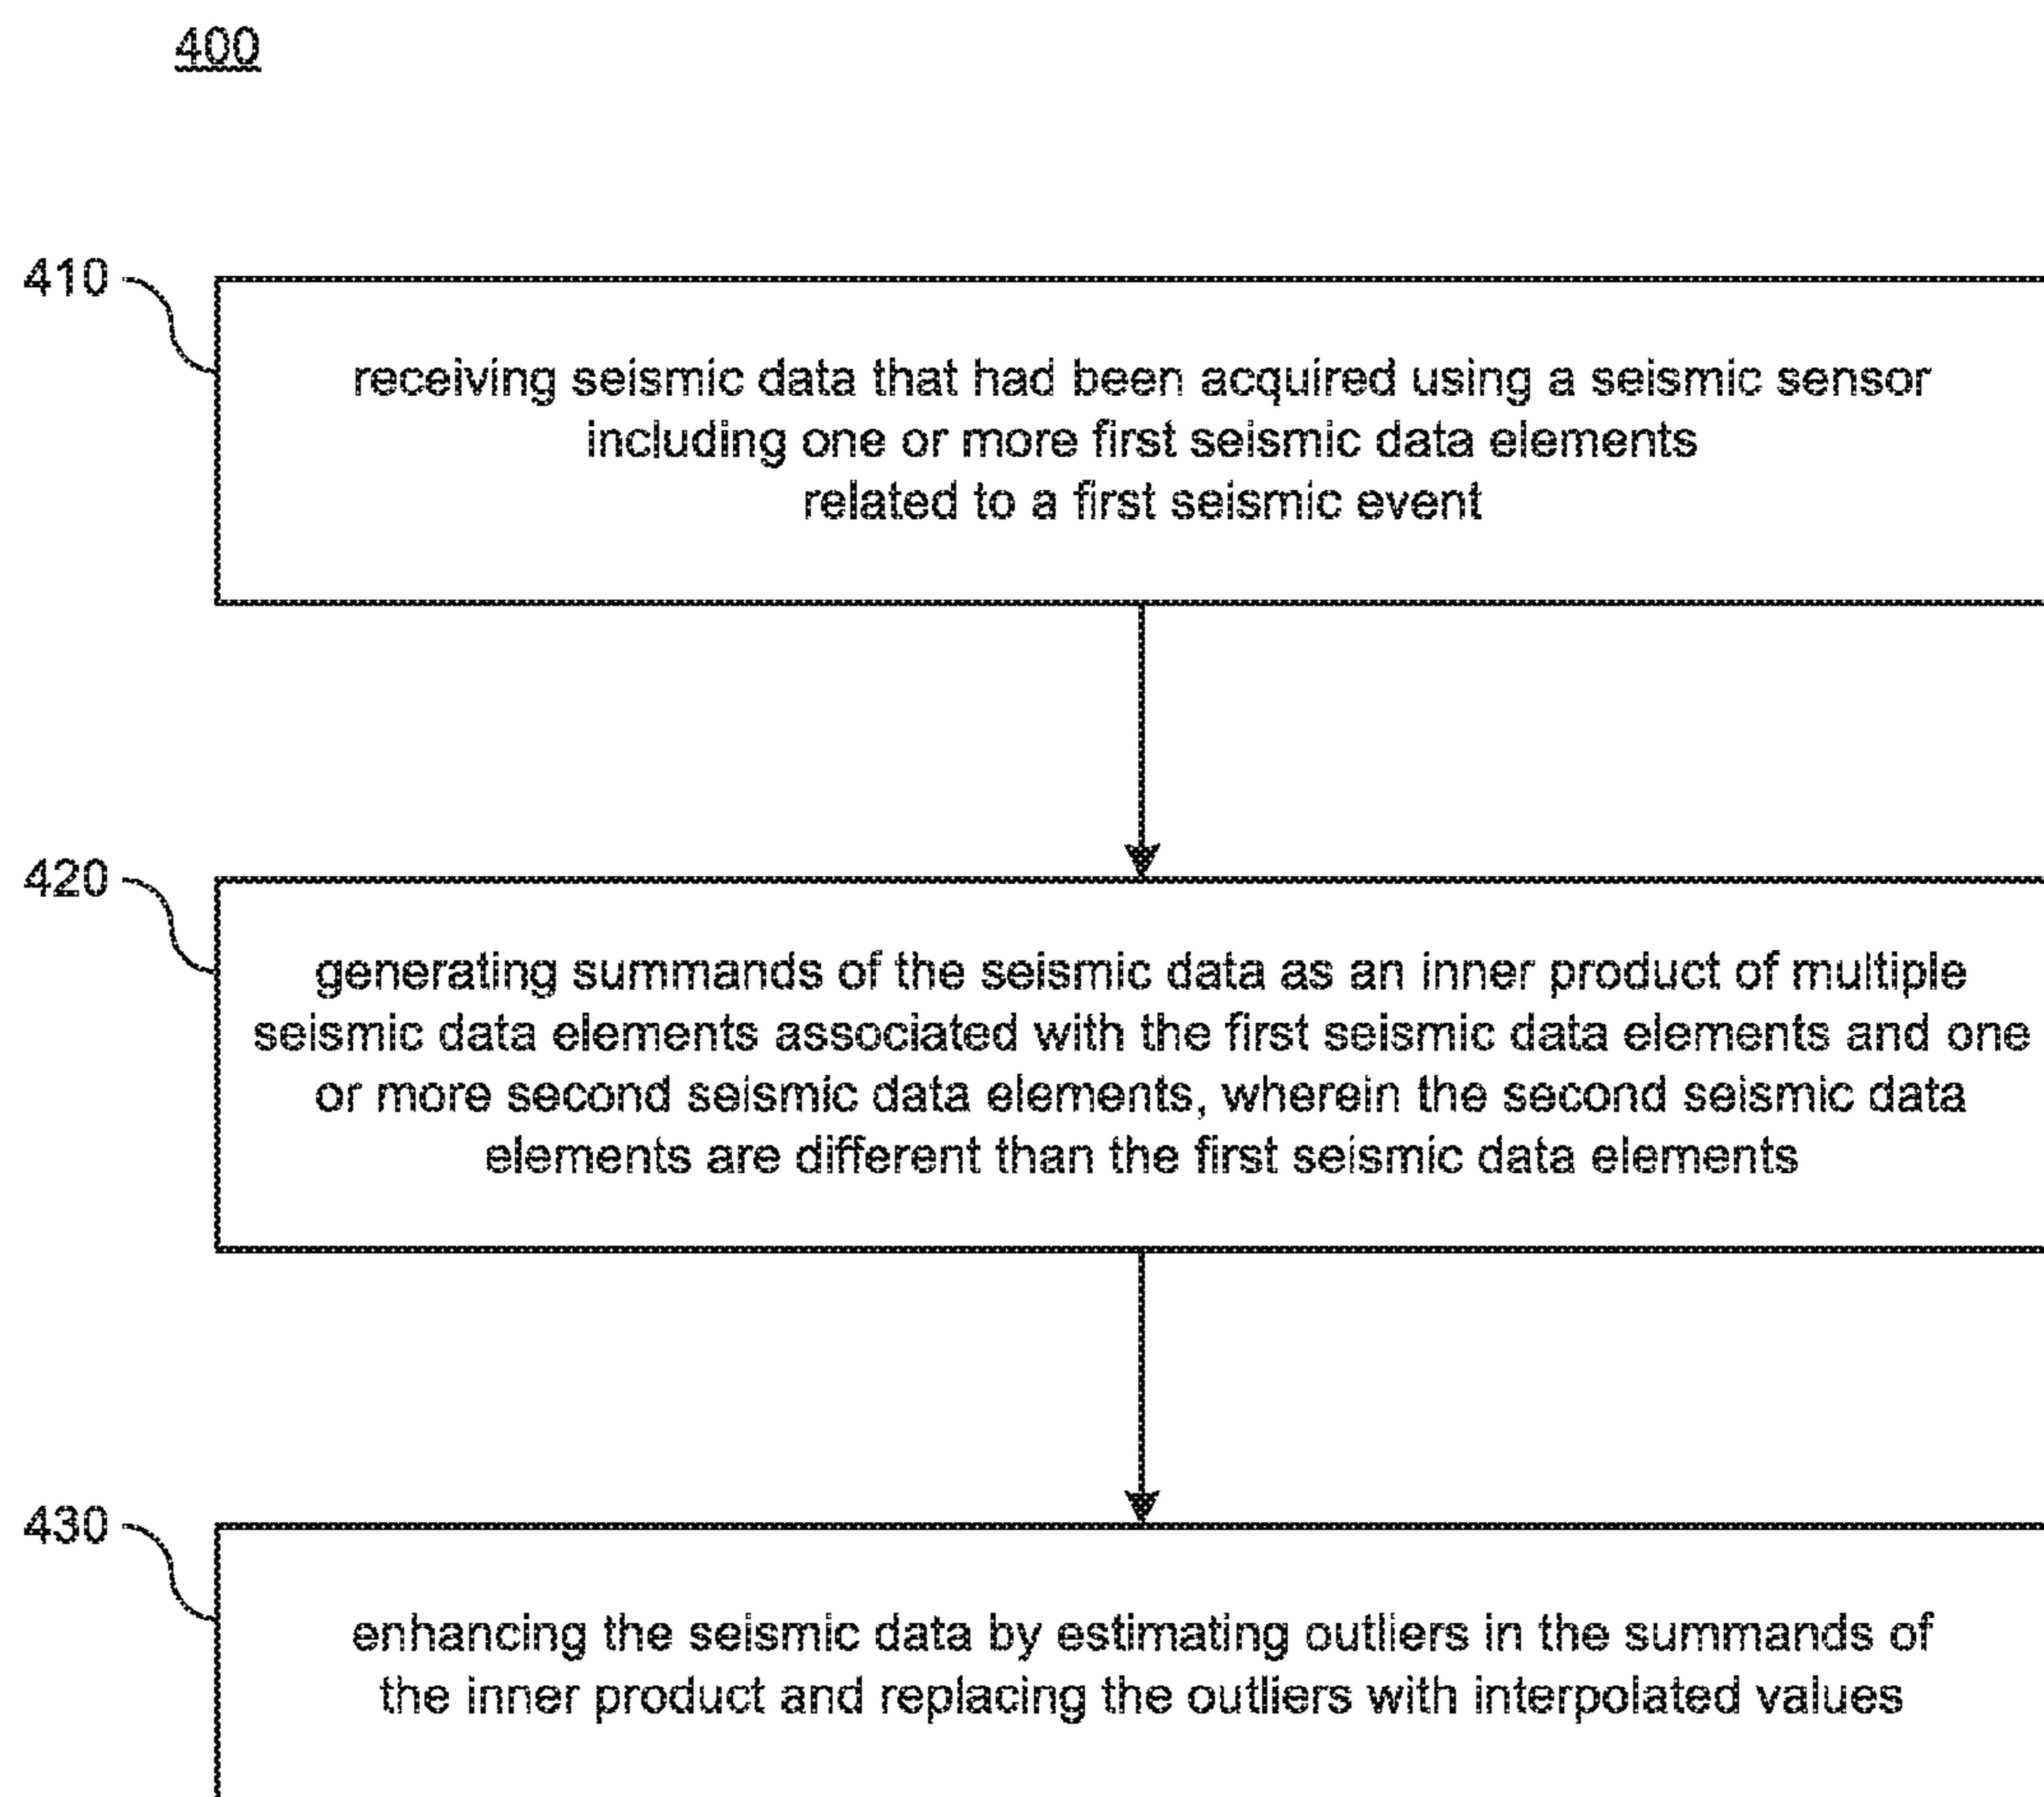 400
410
receiving seismic data that had been acquired using a seismic sensor
including one or more first seismic data elements
related to a first seismic event
420
generating summands of the seismic data as an inner product of multiple
seismic data elements associated with the first seismic data elements and one
or more second seismic data elements, wherein the second seismic data
elements are different than the first seismic data elements
430
enhancing the seismic data by estimating outliers in the summands of
the inner product and replacing the outliers with interpolated values